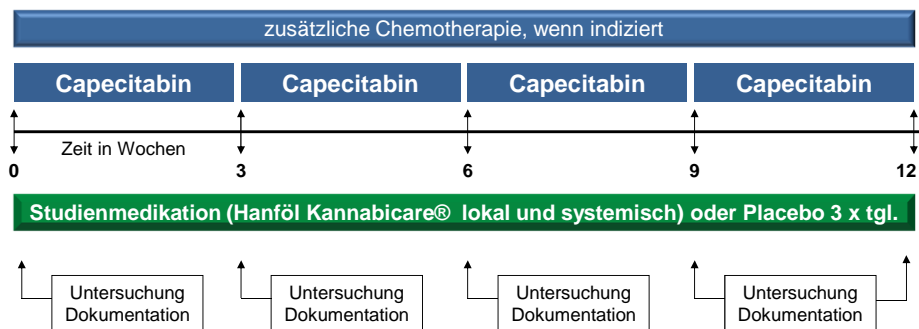 zusätzliche Chemotherapie, wenn indiziert
Capecitabin Capecitabin Capecitabin Capecitabin
Zeit in Wochen
0 3 6 9 12
Studienmedikation (Hanföl Kannabicare® lokal und systemisch) oder Placebo 3 x tgl.
Untersuchung Untersuchung Untersuchung Untersuchung
Dokumentation Dokumentation Dokumentation Dokumentation